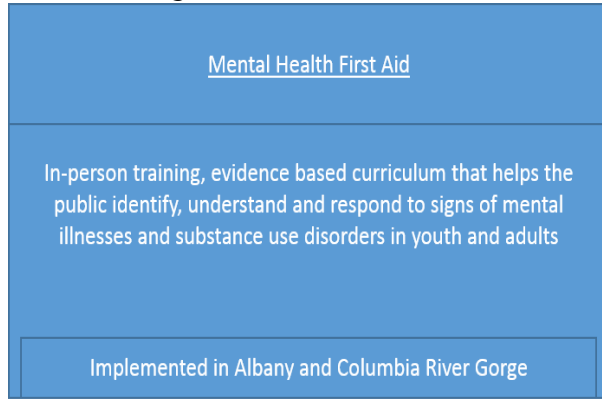 Mental Health First Aid
In-person training, evidence based curriculum that helps the
public identify, understand and respond to signs of mental
illnesses and substance use disorders in youth and adults
Implemented in Albany and Columbia River Gorge